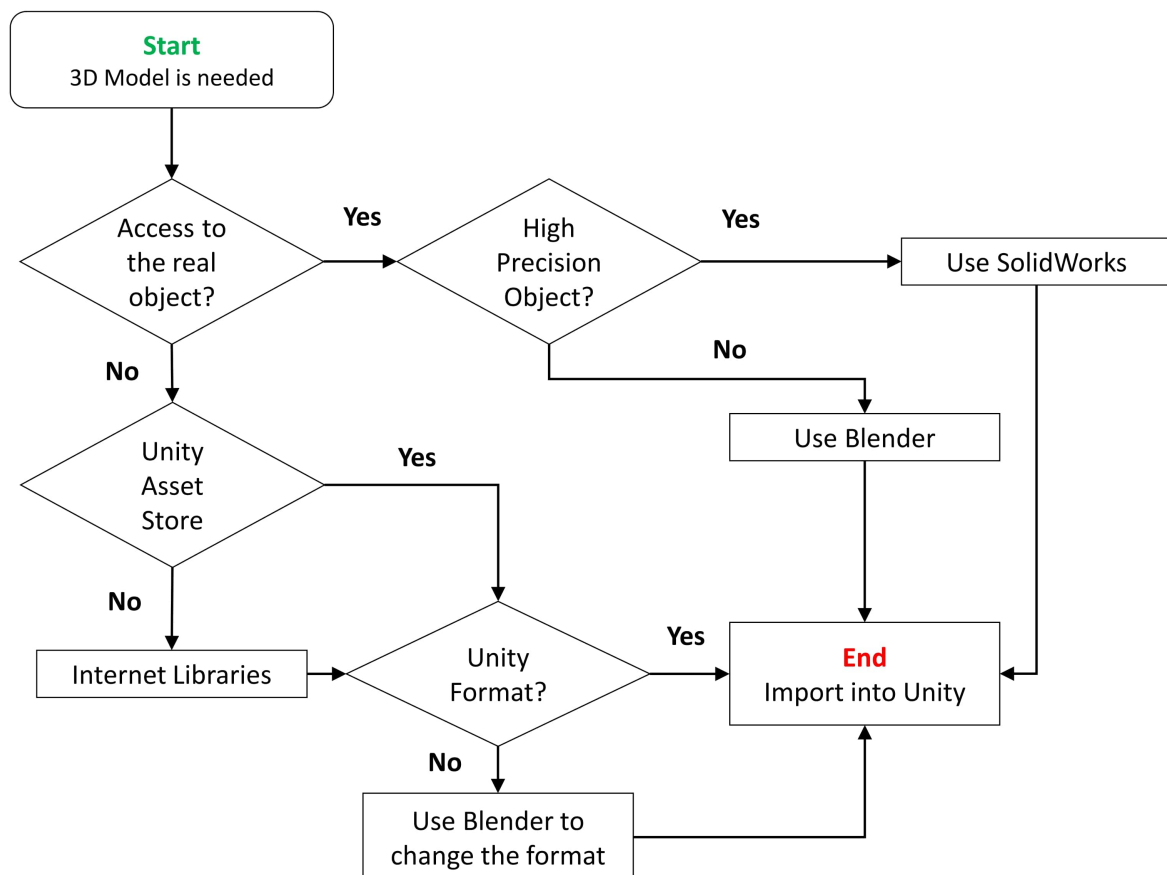 Start
3D Model is needed
Access to
the real
object?
Yes
High
Precision
Object?
Yes
Use SolidWorks
No
No
Use Blender
Unity
Asset
Store
Yes
No
Internet Libraries
Unity
Format?
Yes
End
Import into Unity
No
Use Blender to
change the format